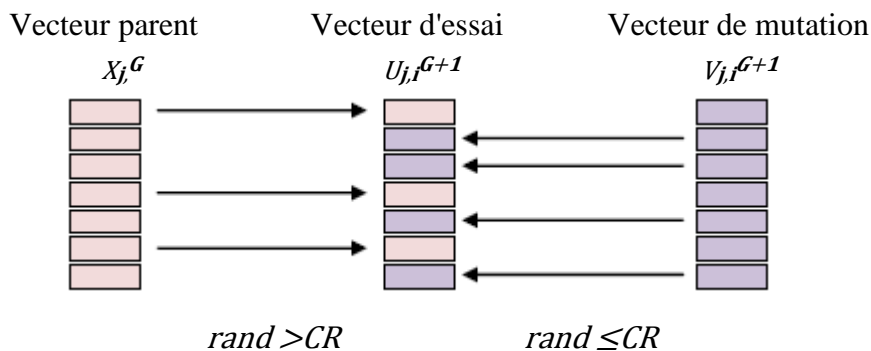 Vecteur parent Vecteur d'essai Vecteur de mutation
Xj,G Uj,iG+1 Vj,iG+1
rand >CR rand ≤CR